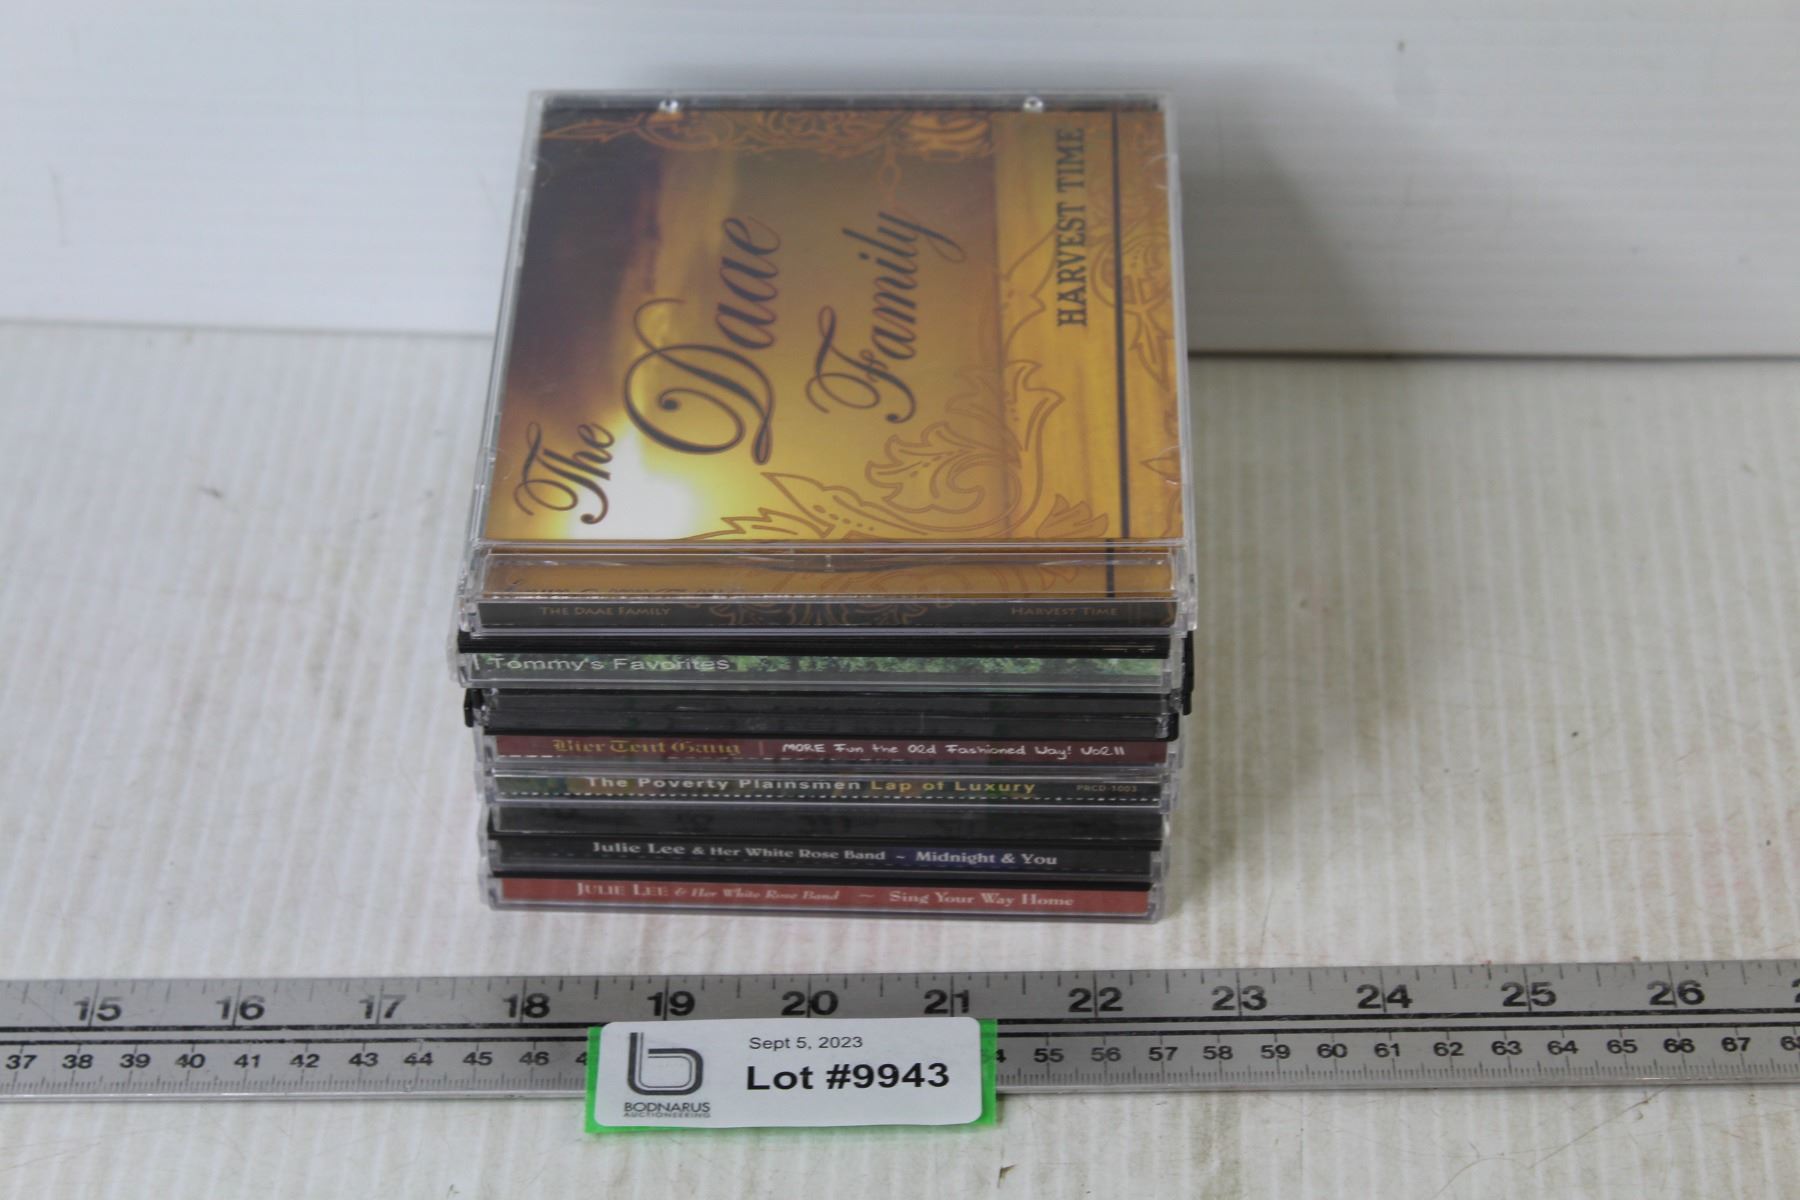 The
Daae
Family
HARVEST TIME
THE DAAE FAMILY HARVEST TIME
Tommy's Favorites
Bier Tent Gang | MORE Fun the Old Fashioned Way! Vol II
The Poverty Plainsmen Lap of Luxury PRCD-1003
Julie Lee & Her White Rose Band ~ Midnight & You
JULIE LEE & Her White Rose Band ~ Sing Your Way Home
15 16 17 18 19 20 21 22 23 24 25 26
37 38 39 40 41 42 43 44 45 46 55 56 57 58 59 60 61 62 63 64 65 66 67
Sept 5, 2023
Lot #9943
b
BODNARUS
AUCTIONEERING